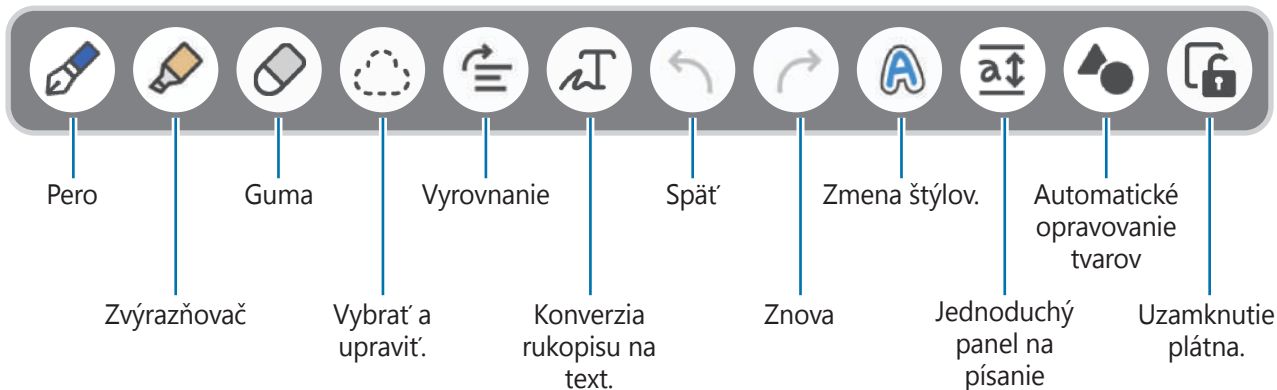 Pero
Guma
Vyrovnanie
Späť
Zmena štýlov.
Automatické
opravovanie
tvarov
Zvýrazňovač
Vybrať a
upraviť.
Konverzia
rukopisu na
text.
Znova
Jednoduchý
panel na
písanie
Uzamknutie
plátna.